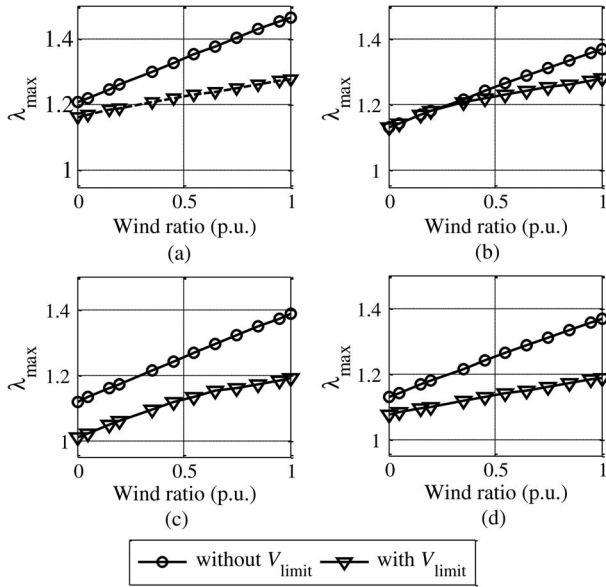 1.4
1.2
1
λmax
0
0.5
1
Wind ratio (p.u.)
(a)
1.4
1.2
1
λmax
0
0.5
1
Wind ratio (p.u.)
(b)
1.4
1.2
1
λmax
0
0.5
1
Wind ratio (p.u.)
(c)
1.4
1.2
1
λmax
0
0.5
1
Wind ratio (p.u.)
(d)
without Vlimit with Vlimit